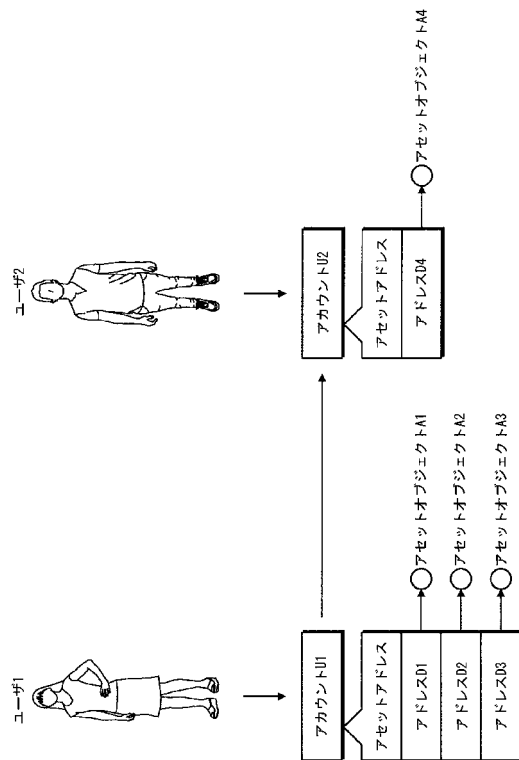 ユーザ1
アカウントU1
アセットアドレス
アドレスD1
アセットオブジェクトA1
アドレスD2
アセットオブジェクトA2
アドレスD3
アセットオブジェクトA3
ユーザ2
アカウントU2
アセットアドレス
アドレスD4
アセットオブジェクトA4